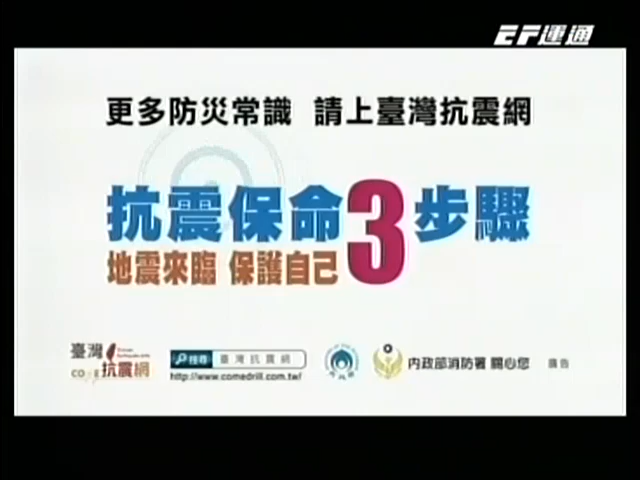 EF運通
更多防災常識 請上臺灣抗震網
抗震保命3步驟
地震來臨 保護自己
臺灣
抗震網
搜尋 臺灣抗震網
http://www.comedrill.com.tw/
內政部消防署 關心您
廣告